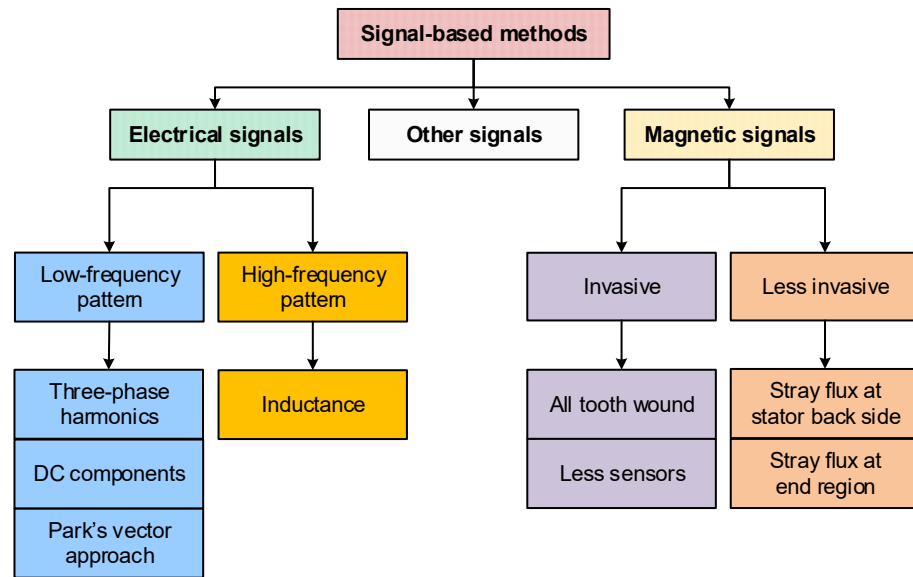 Signal-based methods
Electrical signals
Other signals
Magnetic signals
Low-frequency
pattern
High-frequency
pattern
Invasive
Less invasive
Three-phase
harmonics
DC components
Park's vector
approach
Inductance
All tooth wound
Less sensors
Stray flux at
stator back side
Stray flux at
end region